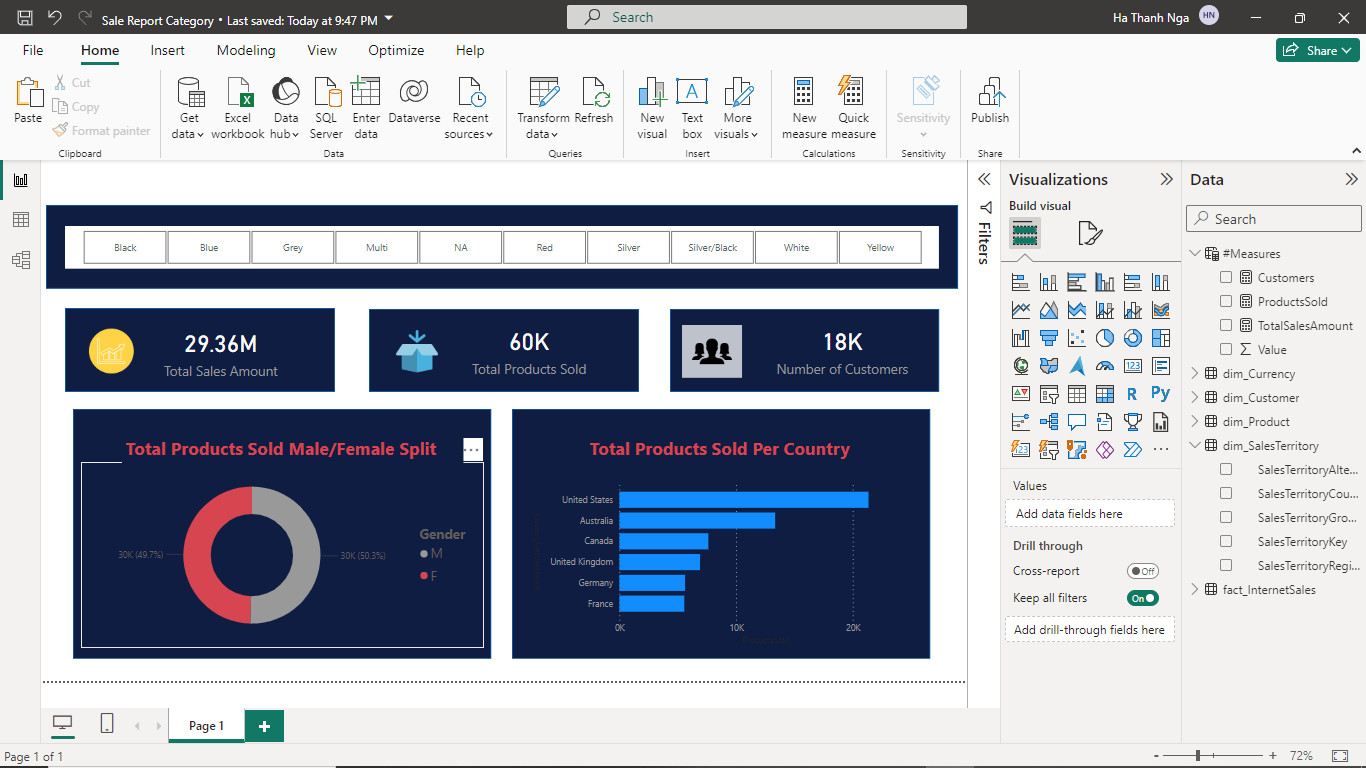 Sale Report Category • Last saved: Today at 9:47 PM
Search
Ha Thanh Nga
HN
File
Home
Insert
Modeling
View
Optimize
Help
Share
Paste
Cut
Copy
Format painter
Clipboard
Get data
Excel workbook
Data hub
SQL Server
Enter data
Dataverse
Recent sources
Data
Transform data
Refresh
Queries
New visual
Text box
More visuals
Insert
New measure
Quick measure
Calculations
Sensitivity
Sensitivity
Publish
Share
Black
Blue
Grey
Multi
NA
Red
Silver
Silver/Black
White
Yellow
29.36M
Total Sales Amount
60K
Total Products Sold
18K
Number of Customers
Total Products Sold Male/Female Split
30K (49.7%)
30K (50.3%)
Gender
M
F
Total Products Sold Per Country
United States
Australia
Canada
United Kingdom
Germany
France
0K
10K
20K
Filters
Visualizations
Build visual
123
R
Py
123
Values
Add data fields here
Drill through
Cross-report
Off
Keep all filters
On
Add drill-through fields here
Data
Search
#Measures
Customers
ProductsSold
TotalSalesAmount
Value
dim_Currency
dim_Customer
dim_Product
dim_SalesTerritory
SalesTerritoryAlte...
SalesTerritoryCou...
SalesTerritoryGro...
SalesTerritoryKey
SalesTerritoryRegi...
fact_InternetSales
Page 1
Page 1 of 1
72%